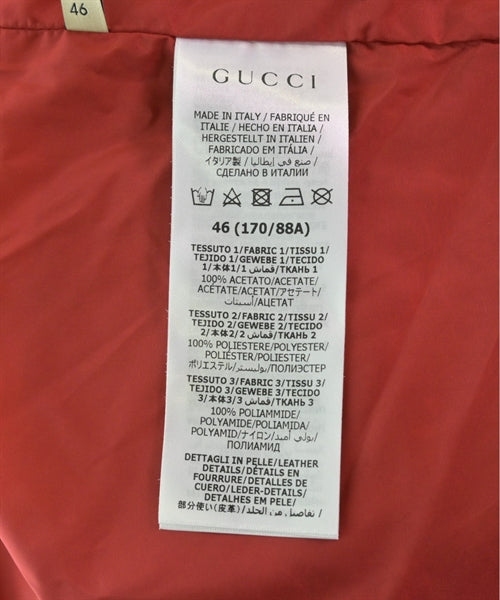 46
GUCCI
MADE IN ITALY / FABRIQUÉ EN
ITALIE / HECHO EN ITALIA /
HERGESTELLT IN ITALIEN /
FABRICADO EM ITÁLIA /
イタリア製 / صنع في إيطاليا /
СДЕЛАНО В ИТАЛИИ
46 (170/88A)
TESSUTO 1/FABRIC 1/TISSU 1/
TEJIDO 1/GEWEBE 1/TECIDO
1/本体1/قماش 1/ТКАНЬ 1
100% ACETATO/ACETATE/
ACÉTATE/ACETAT/アセテート/
أسيتات/АЦЕТАТ
TESSUTO 2/FABRIC 2/TISSU 2/
TEJIDO 2/GEWEBE 2/TECIDO
2/本体2/قماش 2/ТКАНЬ 2
100% POLIESTERE/POLYESTER/
POLIÉSTER/POLYESTER/
ポリエステル/بوليستر/ПОЛИЭСТЕР
TESSUTO 3/FABRIC 3/TISSU 3/
TEJIDO 3/GEWEBE 3/TECIDO
3/本体3/قماش 3/ТКАНЬ 3
100% POLIAMMIDE/
POLYAMIDE/POLIAMIDA/
POLYAMID/ナイロン/بولي أميد/
ПОЛИАМИД
DETTAGLI IN PELLE/LEATHER
DETAILS/DÉTAILS EN
FOURRURE/ DETALLES DE
CUERO/ LEDER-DETAILS/
DETALHES EM PELE/
部分使い(皮革) / تفاصيل من الجلد /